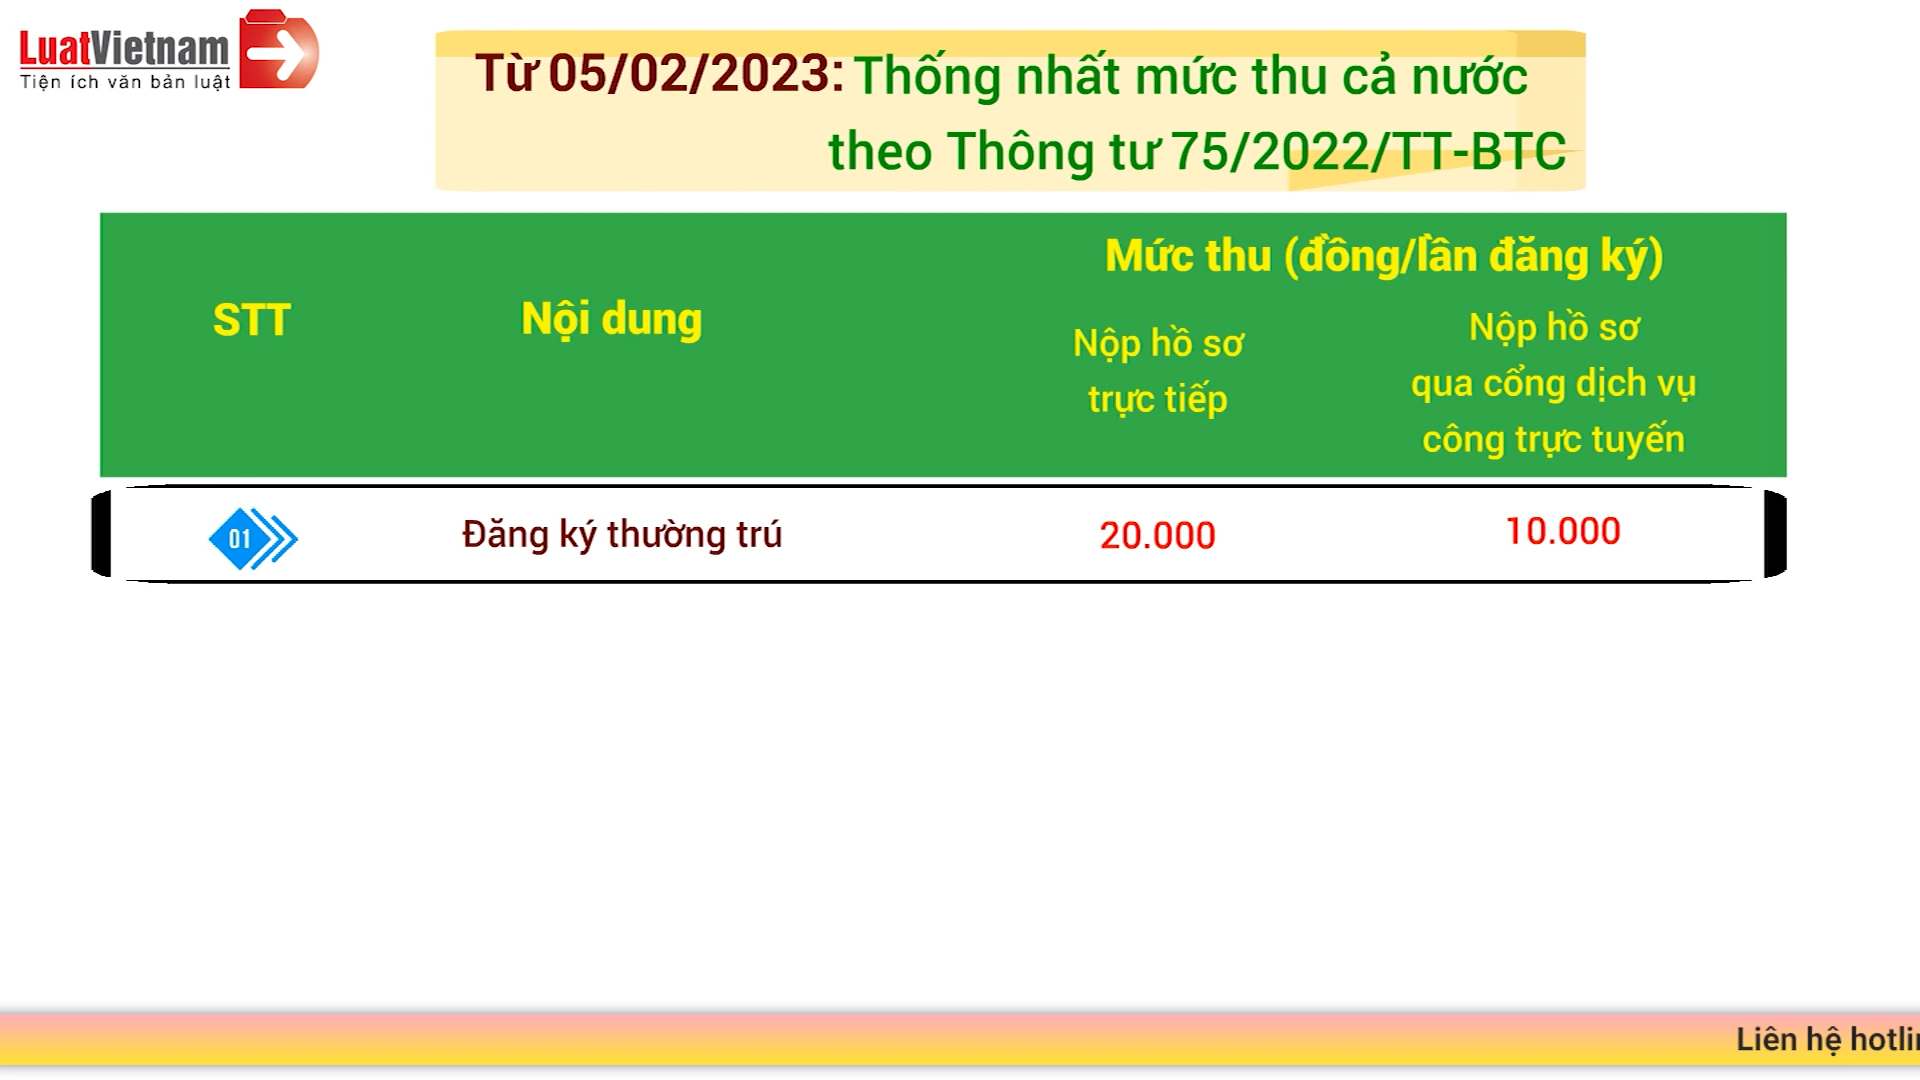 LuatVietnam
Tiện ích văn bản luật
Từ 05/02/2023: Thống nhất mức thu cả nước
theo Thông tư 75/2022/TT-BTC
STT
Nội dung
Mức thu (đồng/lần đăng ký)
Nộp hồ sơ
trực tiếp
Nộp hồ sơ
qua cổng dịch vụ
công trực tuyến
01
Đăng ký thường trú
20.000
10.000
Liên hệ